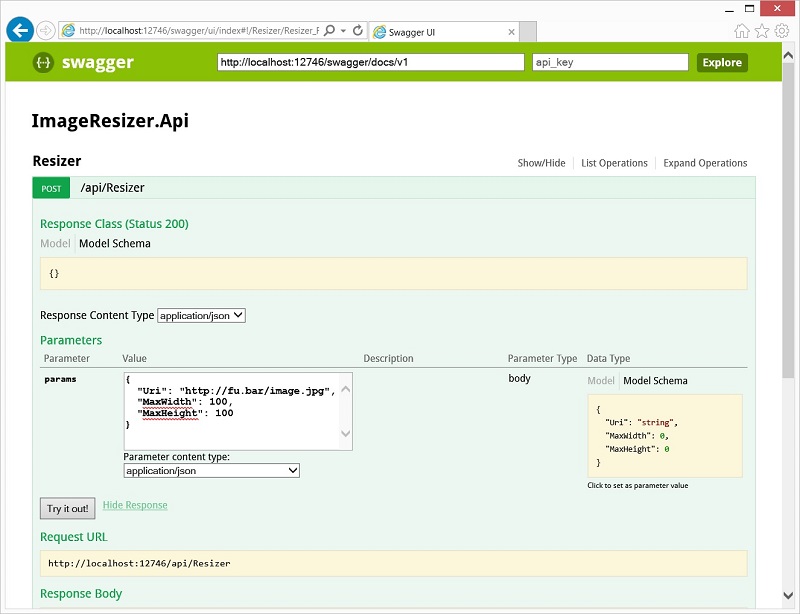 http://localhost:12746/swagger/ui/index#!/Resizer/Resizer_F
Swagger UI
{···} swagger
http://localhost:12746/swagger/docs/v1
api_key
Explore
ImageResizer.Api
Resizer
Show/Hide
List Operations
Expand Operations
POST /api/Resizer
Response Class (Status 200)
Model Model Schema
{}
Response Content Type application/json
Parameters
Parameter Value Description Parameter Type Data Type
params
{
"Uri": "http://fu.bar/image.jpg",
"MaxWidth": 100,
"MaxHeight": 100
}
Parameter content type:
application/json
body
Model Model Schema
{
"Uri": "string",
"MaxWidth": 0,
"MaxHeight": 0
}
Click to set as parameter value
Try it out! Hide Response
Request URL
http://localhost:12746/api/Resizer
Response Body